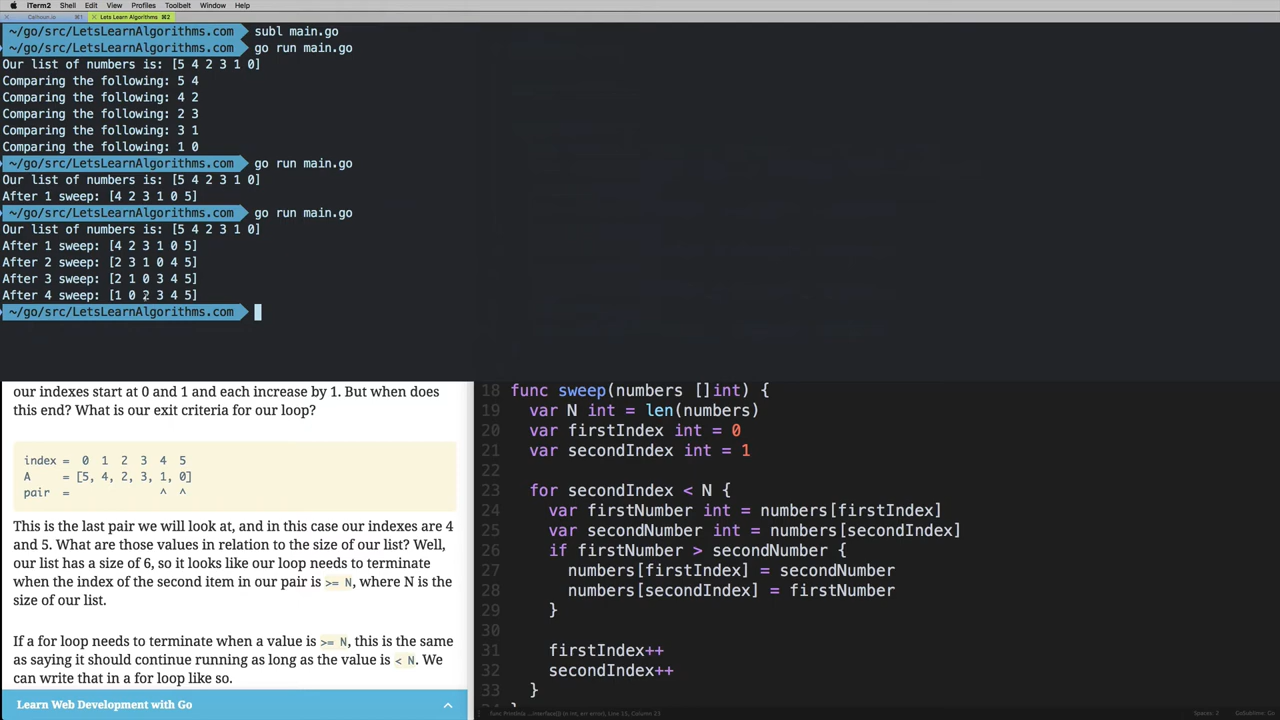 iTerm2 Shell Edit View Profiles Toolbelt Window Help
Calhoun.io ⌘1 Lets Learn Algorithms ⌘2
~/go/src/LetsLearnAlgorithms.com subl main.go
~/go/src/LetsLearnAlgorithms.com go run main.go
Our list of numbers is: [5 4 2 3 1 0]
Comparing the following: 5 4
Comparing the following: 4 2
Comparing the following: 2 3
Comparing the following: 3 1
Comparing the following: 1 0
~/go/src/LetsLearnAlgorithms.com go run main.go
Our list of numbers is: [5 4 2 3 1 0]
After 1 sweep: [4 2 3 1 0 5]
~/go/src/LetsLearnAlgorithms.com go run main.go
Our list of numbers is: [5 4 2 3 1 0]
After 1 sweep: [4 2 3 1 0 5]
After 2 sweep: [2 3 1 0 4 5]
After 3 sweep: [2 1 0 3 4 5]
After 4 sweep: [1 0 2 3 4 5]
~/go/src/LetsLearnAlgorithms.com
our indexes start at 0 and 1 and each increase by 1. But when does
this end? What is our exit criteria for our loop?
index = 0 1 2 3 4 5
A = [5, 4, 2, 3, 1, 0]
pair = ^ ^
This is the last pair we will look at, and in this case our indexes are 4
and 5. What are those values in relation to the size of our list? Well,
our list has a size of 6, so it looks like our loop needs to terminate
when the index of the second item in our pair is >= N, where N is the
size of our list.
If a for loop needs to terminate when a value is >= N, this is the same
as saying it should continue running as long as the value is < N. We
can write that in a for loop like so.
Learn Web Development with Go
18 func sweep(numbers []int) {
19 var N int = len(numbers)
20 var firstIndex int = 0
21 var secondIndex int = 1
22
23 for secondIndex < N {
24 var firstNumber int = numbers[firstIndex]
25 var secondNumber int = numbers[secondIndex]
26 if firstNumber > secondNumber {
27 numbers[firstIndex] = secondNumber
28 numbers[secondIndex] = firstNumber
29 }
30
31 firstIndex++
32 secondIndex++
33 }